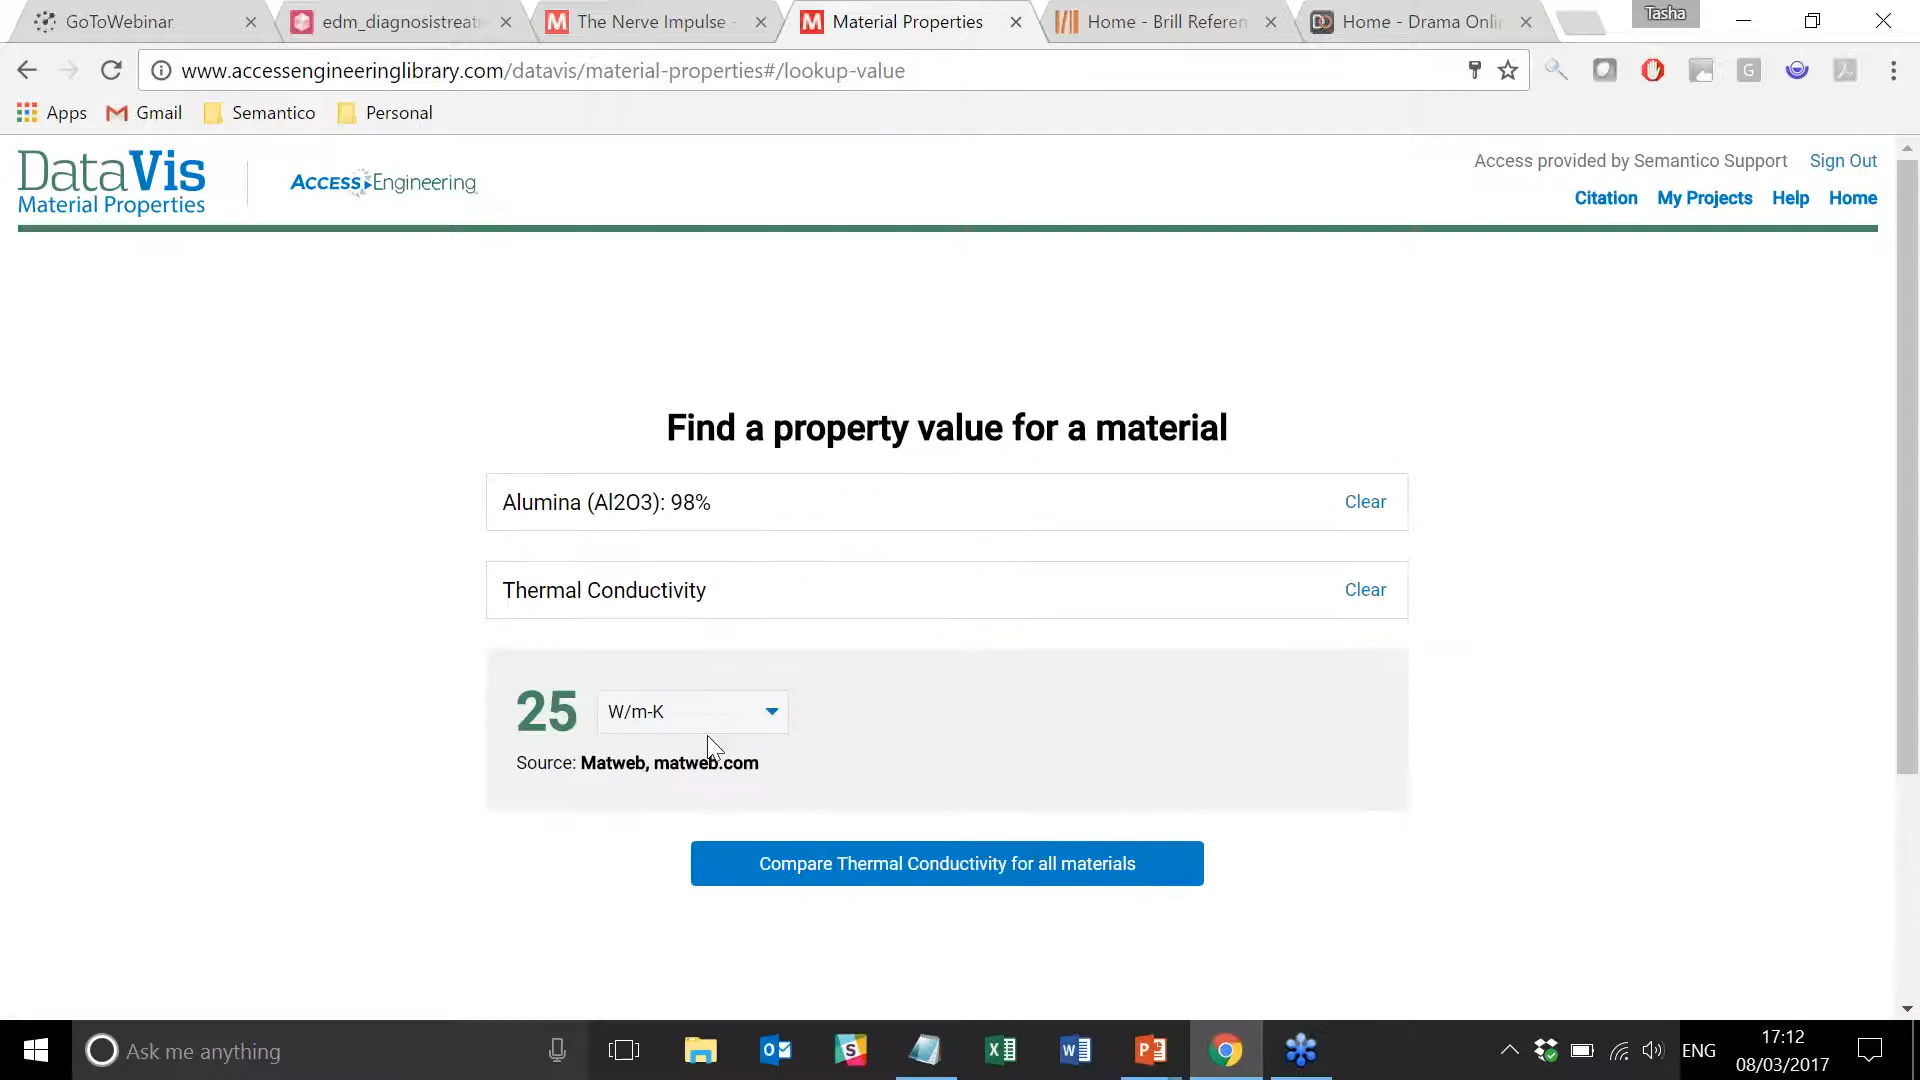 GoToWebinar
edm_diagnosistreat
The Nerve Impulse -
Material Properties
Home - Brill Referen
Home - Drama Onli
Tasha
www.accessengineeringlibrary.com/datavis/material-properties#/lookup-value
Apps
Gmail
Semantico
Personal
DataVis
Material Properties
Access Engineering
Access provided by Semantico Support
Sign Out
Citation
My Projects
Help
Home
Find a property value for a material
Alumina (Al2O3): 98%
Clear
Thermal Conductivity
Clear
25
W/m-K
Source: Matweb, matweb.com
Compare Thermal Conductivity for all materials
Ask me anything
ENG
17:12
08/03/2017